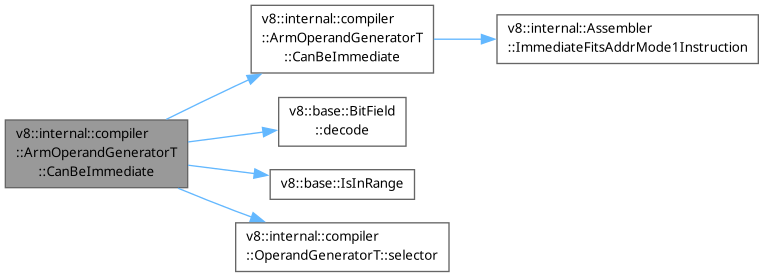 v8::internal::compiler
::ArmOperandGeneratorT
::CanBeImmediate
v8::internal::compiler
::ArmOperandGeneratorT
::CanBeImmediate
v8::internal::Assembler
::ImmediateFitsAddrMode1Instruction
v8::base::BitField
::decode
v8::base::IsInRange
v8::internal::compiler
::OperandGeneratorT::selector